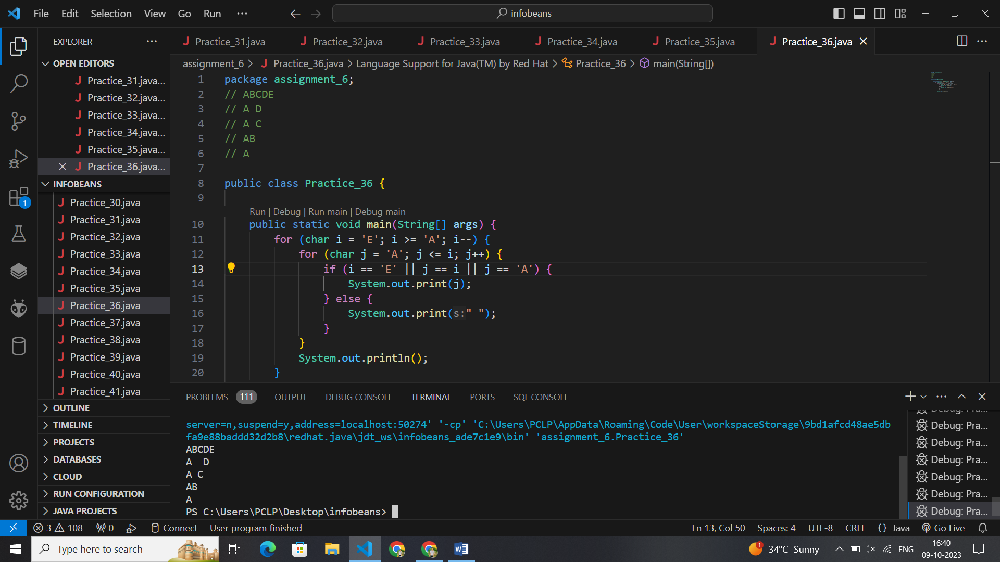 File Edit Selection View Go Run ···
infobeans
EXPLORER
OPEN EDITORS
Practice_31.java...
Practice_32.java...
Practice_33.java...
Practice_34.java...
Practice_35.java...
Practice_36.java...
INFOBEANS
Practice_30.java
Practice_31.java
Practice_32.java
Practice_33.java
Practice_34.java
Practice_35.java
Practice_36.java
Practice_37.java
Practice_38.java
Practice_39.java
Practice_40.java
Practice_41.java
OUTLINE
TIMELINE
PROJECTS
DATABASES
CLOUD
RUN CONFIGURATION
JAVA PROJECTS
1
Practice_31.java Practice_32.java Practice_33.java Practice_34.java Practice_35.java Practice_36.java
assignment_6 > Practice_36.java > Language Support for Java(TM) by Red Hat > Practice_36 > main(String[])
1 package assignment_6;
2 // ABCDE
3 // A D
4 // A C
5 // AB
6 // A
7
8 public class Practice_36 {
9
Run | Debug | Run main | Debug main
10 public static void main(String[] args) {
11 for (char i = 'E'; i >= 'A'; i--) {
12 for (char j = 'A'; j <= i; j++) {
13 if (i == 'E' || j == i || j == 'A') {
14 System.out.print(j);
15 } else {
16 System.out.print(s:" ");
17 }
18 }
19 System.out.println();
20 }
PROBLEMS 111 OUTPUT DEBUG CONSOLE TERMINAL PORTS SQL CONSOLE
server=n,suspend=y,address=localhost:50274' '-cp' 'C:\Users\PCLP\AppData\Roaming\Code\User\workspaceStorage\9bd1afcd48ae5db
fa9e88baddd32d2b8\redhat.java\jdt_ws\infobeans_ade7c1e9\bin' 'assignment_6.Practice_36'
ABCDE
A  D
A C
AB
A
PS C:\Users\PCLP\Desktop\infobeans>
Debug: Pra...
Debug: Pra...
Debug: Pra...
Debug: Pra...
Debug: Pra...
Debug: Pra...
Debug: Pra...
3 108 0 Connect User program finished Ln 13, Col 50 Spaces: 4 UTF-8 CRLF {} Java Go Live
Type here to search
1 34°C Sunny ENG
16:40
09-10-2023